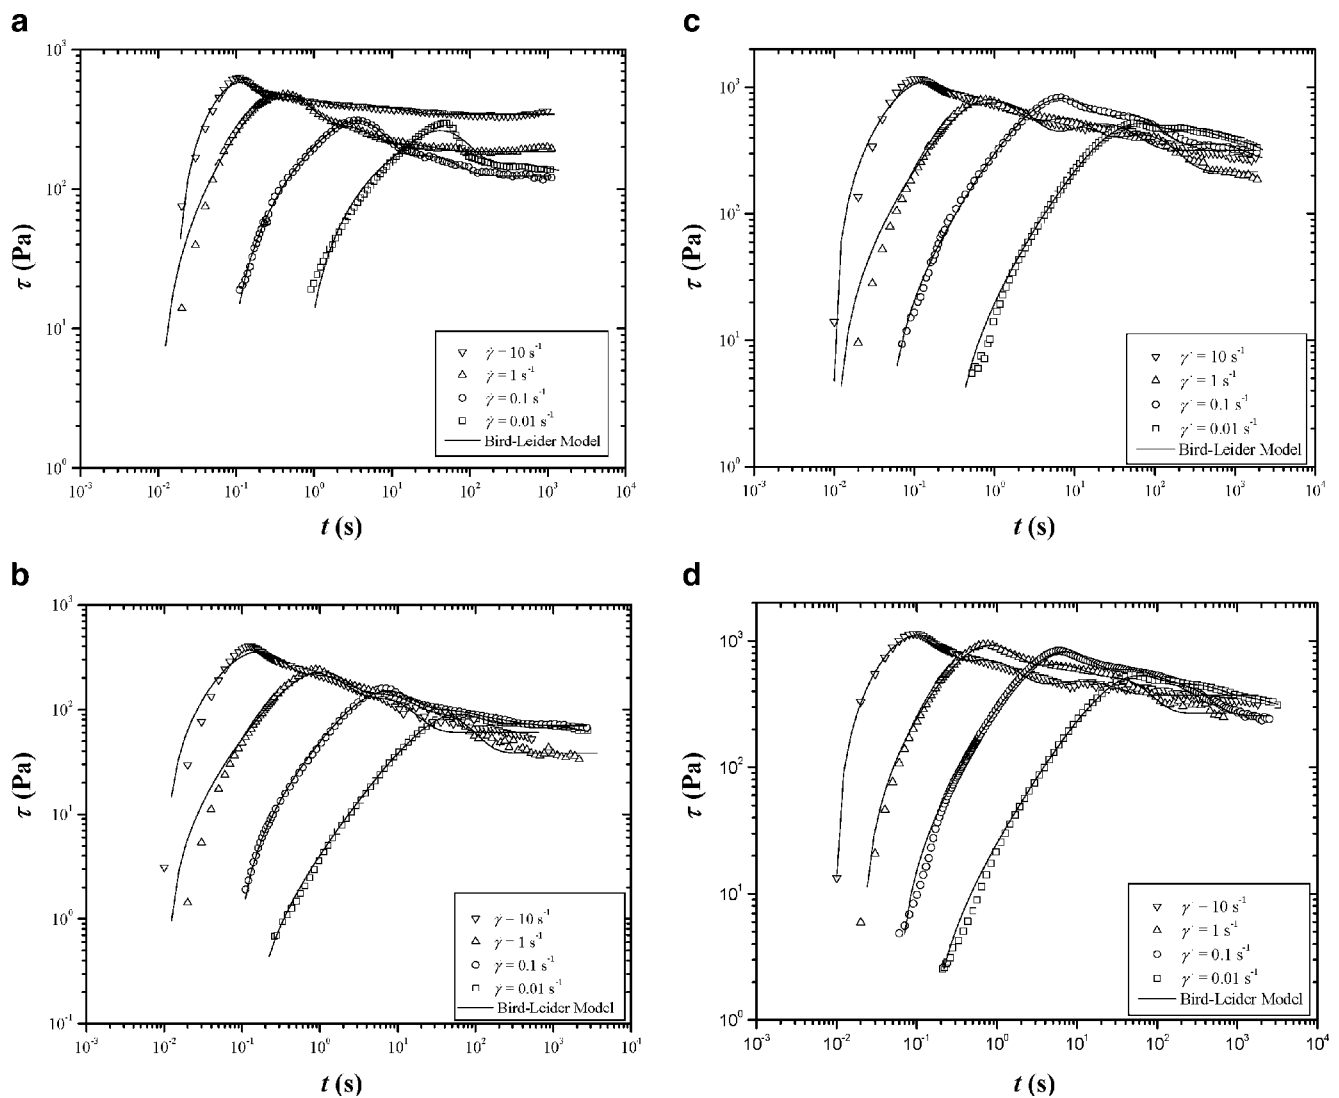 a
10³
10²
10¹
10⁰
τ (Pa)
γ̇ = 10 s⁻¹
γ̇ = 1 s⁻¹
γ̇ = 0.1 s⁻¹
γ̇ = 0.01 s⁻¹
Bird-Leider Model
10⁻³ 10⁻² 10⁻¹ 10⁰ 10¹ 10² 10³ 10⁴
t (s)
b
10³
10²
10¹
10⁰
10⁻¹
τ (Pa)
γ̇ = 10 s⁻¹
γ̇ = 1 s⁻¹
γ̇ = 0.1 s⁻¹
γ̇ = 0.01 s⁻¹
Bird-Leider Model
10⁻³ 10⁻² 10⁻¹ 10⁰ 10¹ 10² 10³ 10⁴
t (s)
c
10³
10²
10¹
10⁰
τ (Pa)
γ˙ = 10 s⁻¹
γ˙ = 1 s⁻¹
γ˙ = 0.1 s⁻¹
γ˙ = 0.01 s⁻¹
Bird-Leider Model
10⁻³ 10⁻² 10⁻¹ 10⁰ 10¹ 10² 10³ 10⁴
t (s)
d
10³
10²
10¹
10⁰
τ (Pa)
γ˙ = 10 s⁻¹
γ˙ = 1 s⁻¹
γ˙ = 0.1 s⁻¹
γ˙ = 0.01 s⁻¹
Bird-Leider Model
10⁻³ 10⁻² 10⁻¹ 10⁰ 10¹ 10² 10³ 10⁴
t (s)